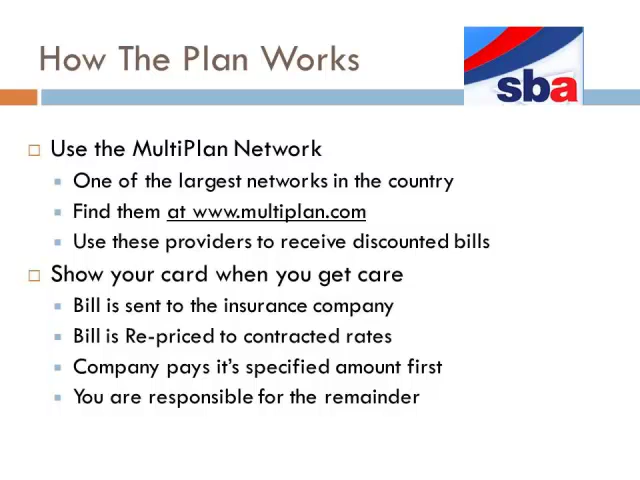 How The Plan Works
sba
Use the MultiPlan Network
One of the largest networks in the country
Find them at www.multiplan.com
Use these providers to receive discounted bills
Show your card when you get care
Bill is sent to the insurance company
Bill is Re-priced to contracted rates
Company pays it’s specified amount first
You are responsible for the remainder